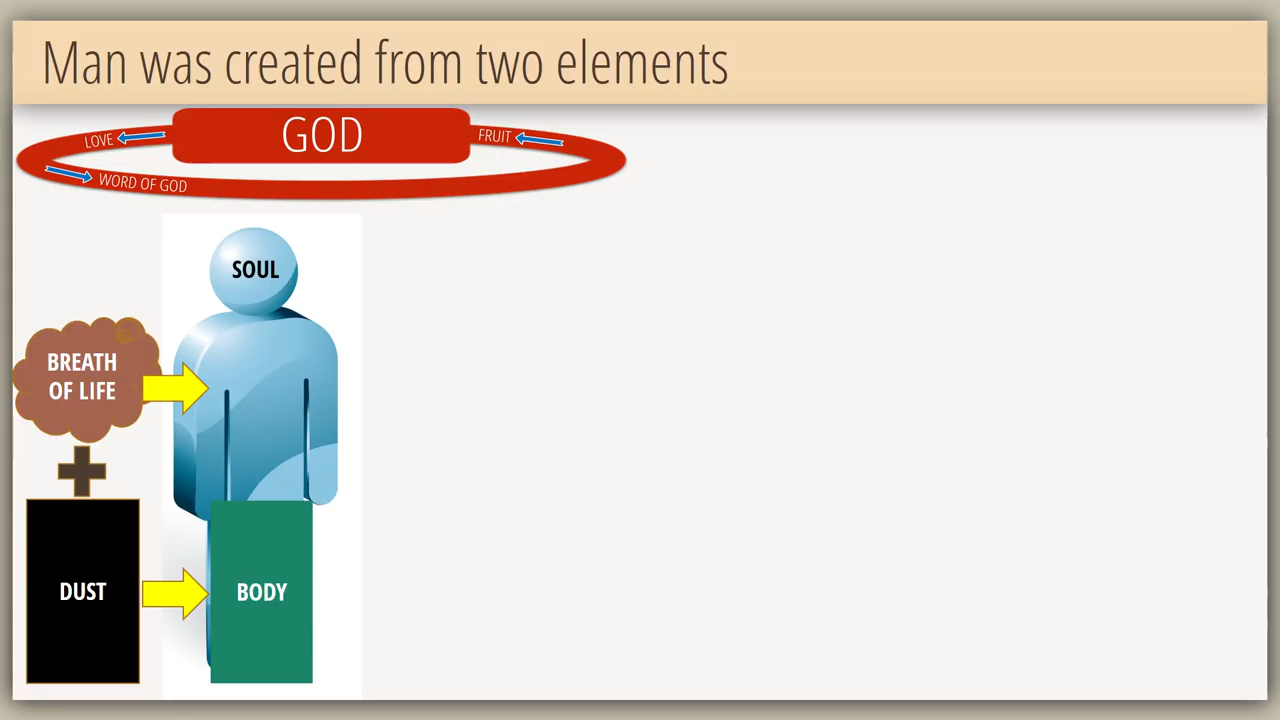 Man was created from two elements
GOD
LOVE
FRUIT
WORD OF GOD
SOUL
BREATH
OF LIFE
DUST
BODY